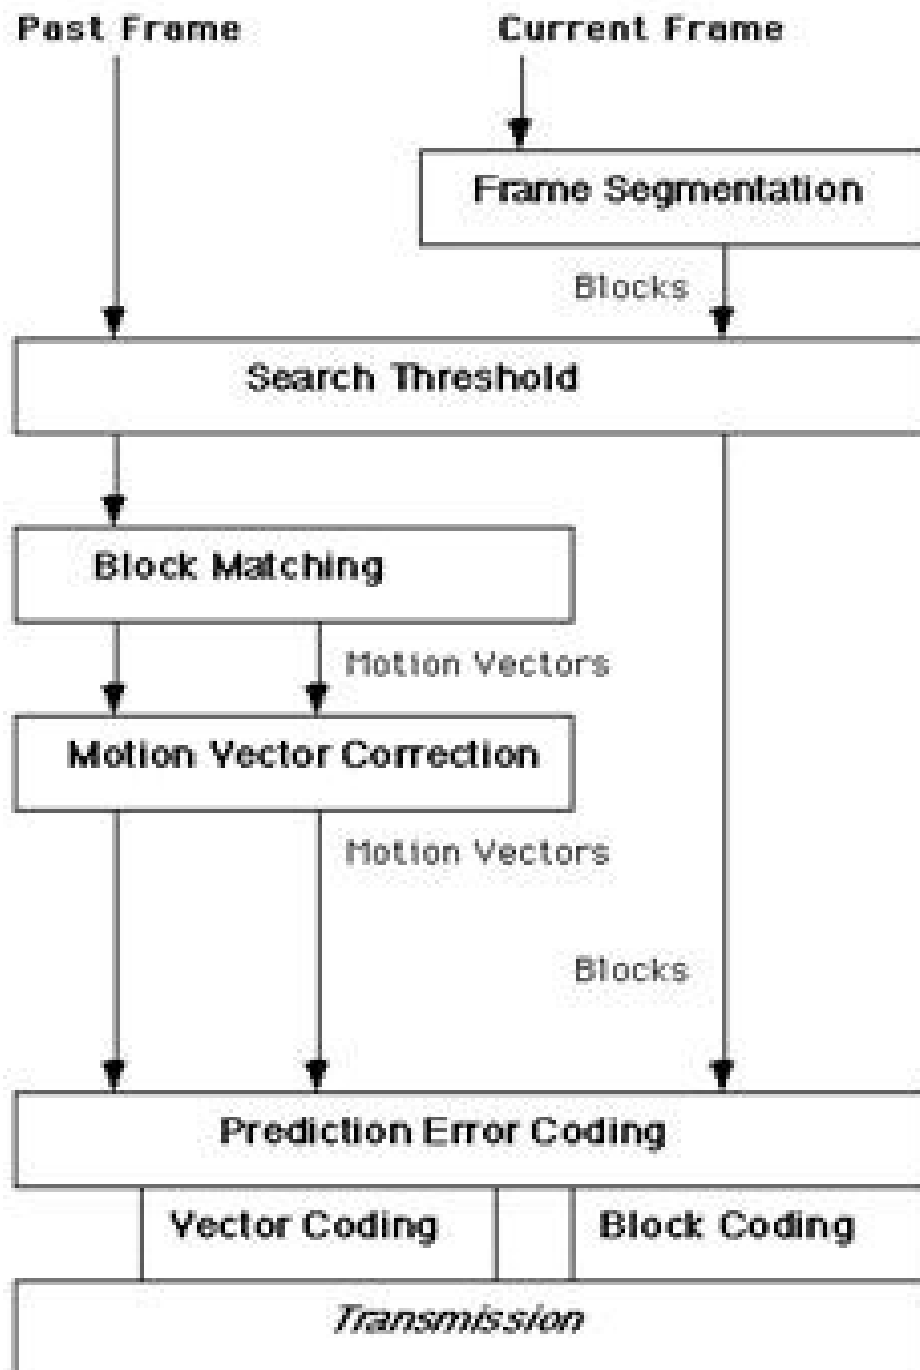 Past Frame
Current Frame
Frame Segmentation
Blocks
Search Threshold
Block Matching
Motion Vectors
Motion Vector Correction
Motion Vectors
Blocks
Prediction Error Coding
Vector Coding
Block Coding
Transmission